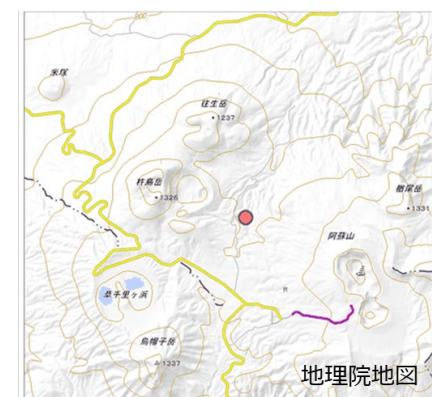 米塚
往生岳
・1237
杵島岳
・1326
楢尾岳
・1331
阿蘇山
草千里ヶ浜
烏帽子岳
△1337
地理院地図